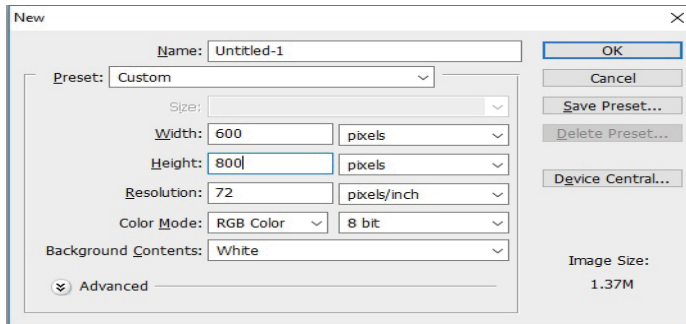 New
Name: Untitled-1
OK
Preset: Custom
Cancel
Size:
Save Preset...
Width: 600 pixels
Delete Preset...
Height: 800 pixels
Device Central...
Resolution: 72 pixels/inch
Color Mode: RGB Color 8 bit
Background Contents: White
Image Size:
Advanced
1.37M